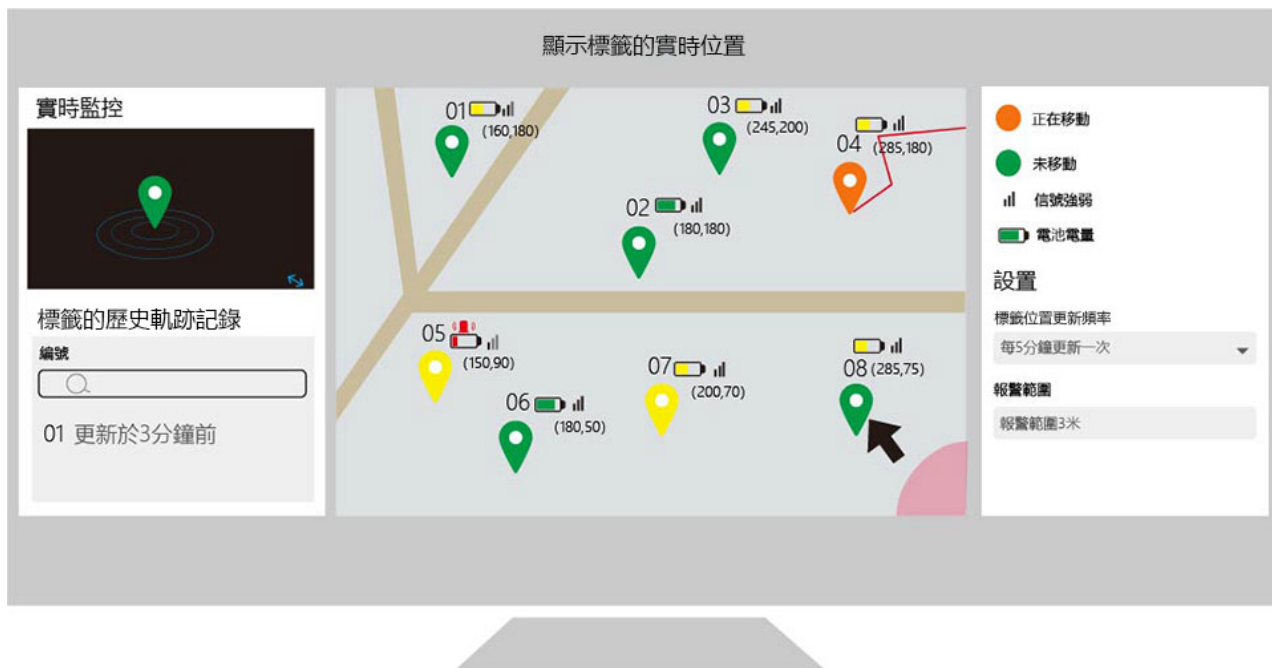 顯示標籤的實時位置
實時監控
標籤的歷史軌跡記錄
編號
01 更新於3分鐘前
01
(160,180)
03
(245,200)
04
(285,180)
02
(180,180)
05
(150,90)
06
(180,50)
07
(200,70)
08 (285,75)
正在移動
未移動
信號強弱
電池電量
設置
標籤位置更新頻率
每5分鐘更新一次
報警範圍
報警範圍3米